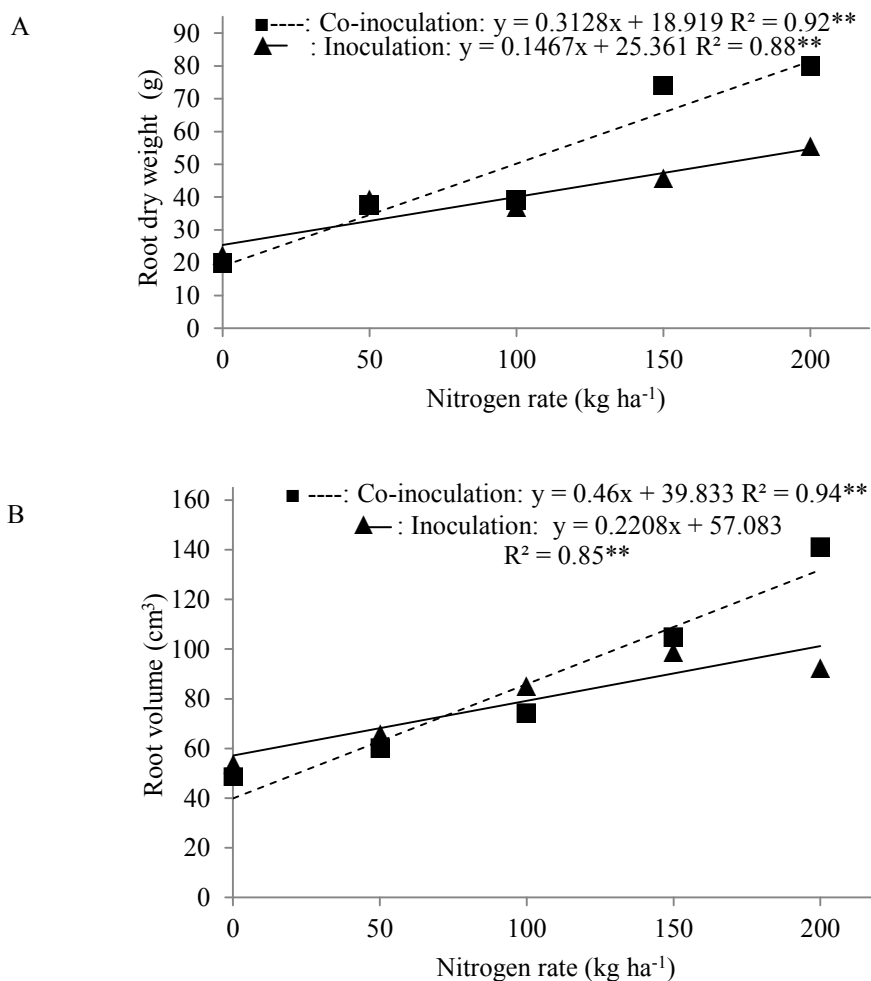 A
■ ----: Co-inoculation: y = 0.3128x + 18.919 R² = 0.92**
▲— : Inoculation: y = 0.1467x + 25.361 R² = 0.88**
90
80
70
60
50
40
30
20
10
0
Root dry weight (g)
0 50 100 150 200
Nitrogen rate (kg ha⁻¹)
B
■ ----: Co-inoculation: y = 0.46x + 39.833 R² = 0.94**
▲— : Inoculation: y = 0.2208x + 57.083
R² = 0.85**
160
140
120
100
80
60
40
20
0
Root volume (cm³)
0 50 100 150 200
Nitrogen rate (kg ha⁻¹)